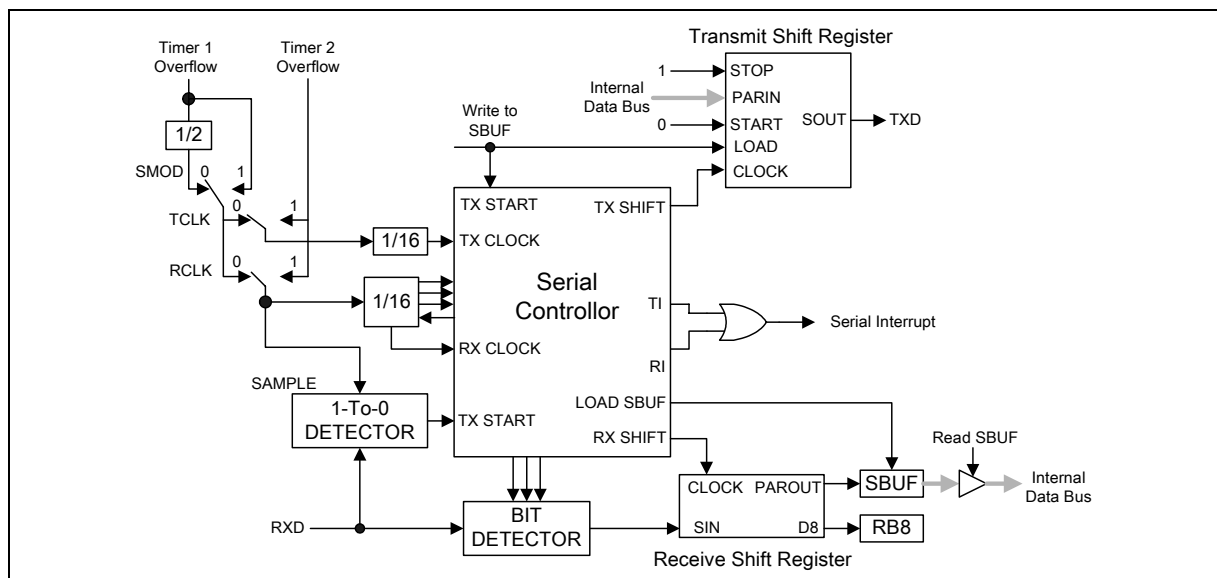 Timer 1
Overflow
Timer 2
Overflow
Transmit Shift Register
1
STOP
Internal
Data Bus
PARIN
0
START
SOUT
TXD
Write to
SBUF
LOAD
CLOCK
1/2
SMOD
0
1
TX START
TX SHIFT
TCLK
0
1
1/16
TX CLOCK
RCLK
0
1
Serial
Controllor
1/16
TI
Serial Interrupt
RX CLOCK
RI
SAMPLE
1-To-0
DETECTOR
TX START
LOAD SBUF
RX SHIFT
Read SBUF
CLOCK
PAROUT
SBUF
Internal
Data Bus
RXD
BIT
DETECTOR
SIN
D8
RB8
Receive Shift Register